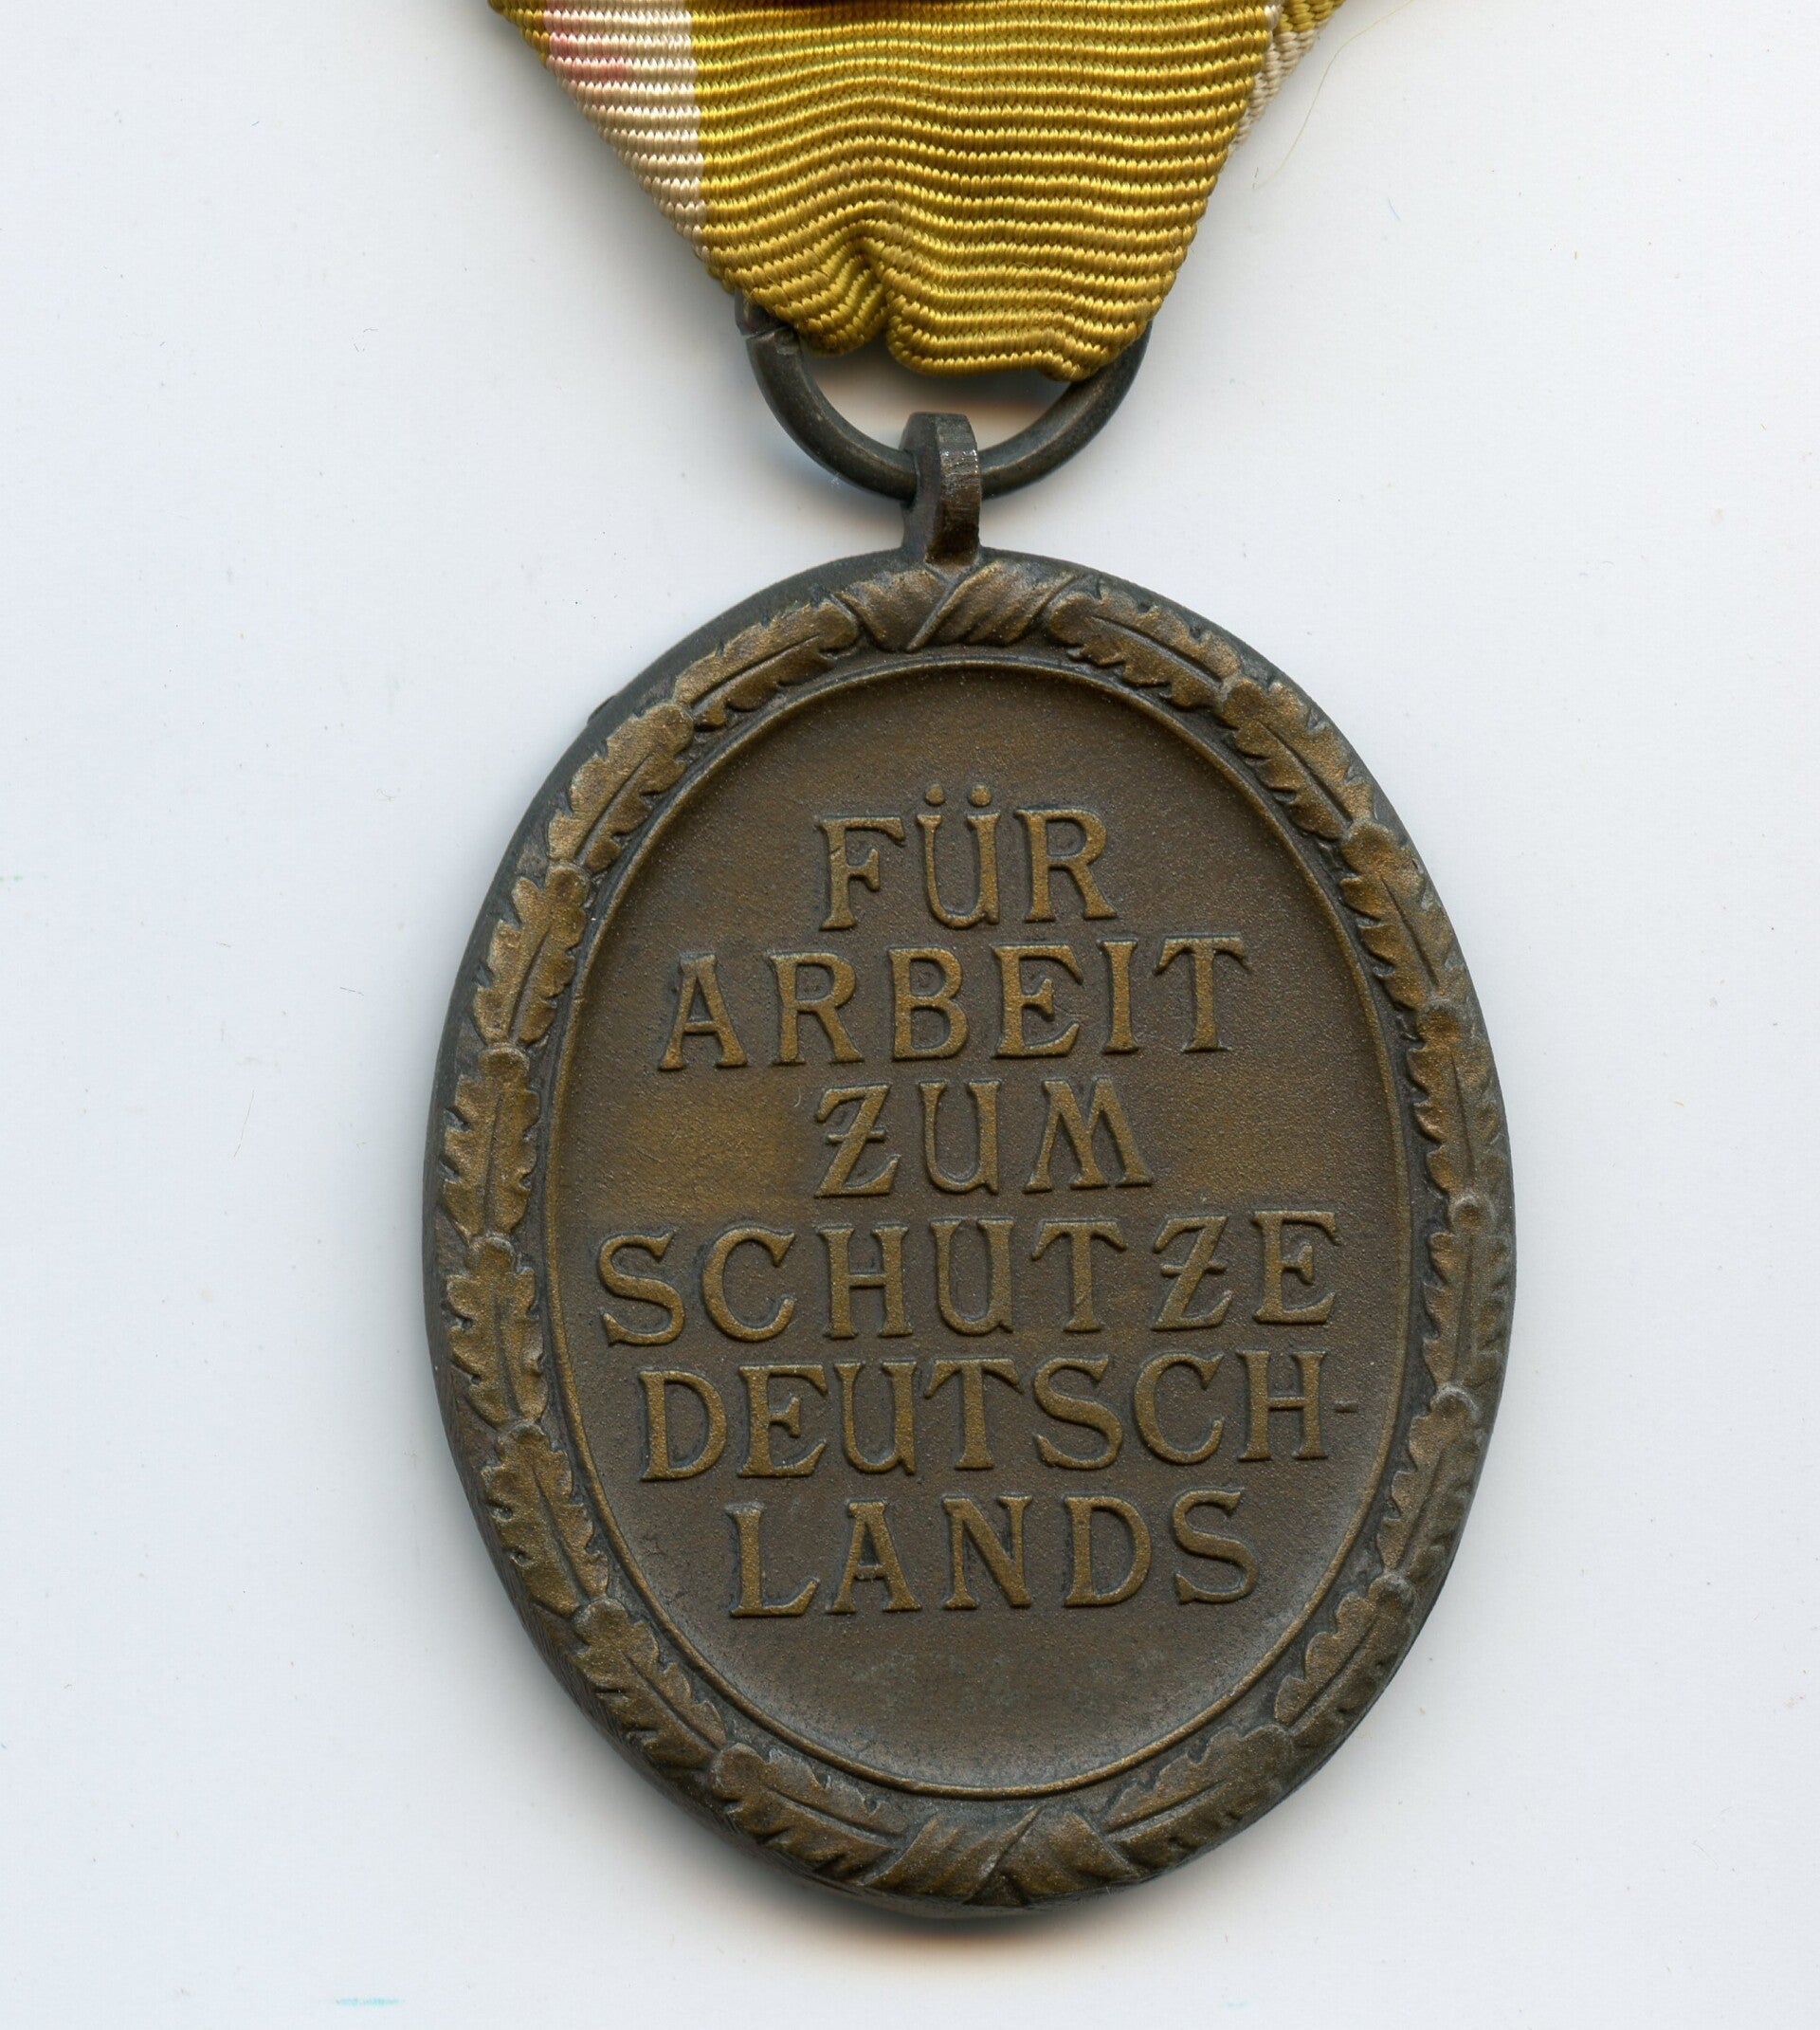 FÜR
ARBEIT
ZUM
SCHUTZE
DEUTSCH-
LANDS